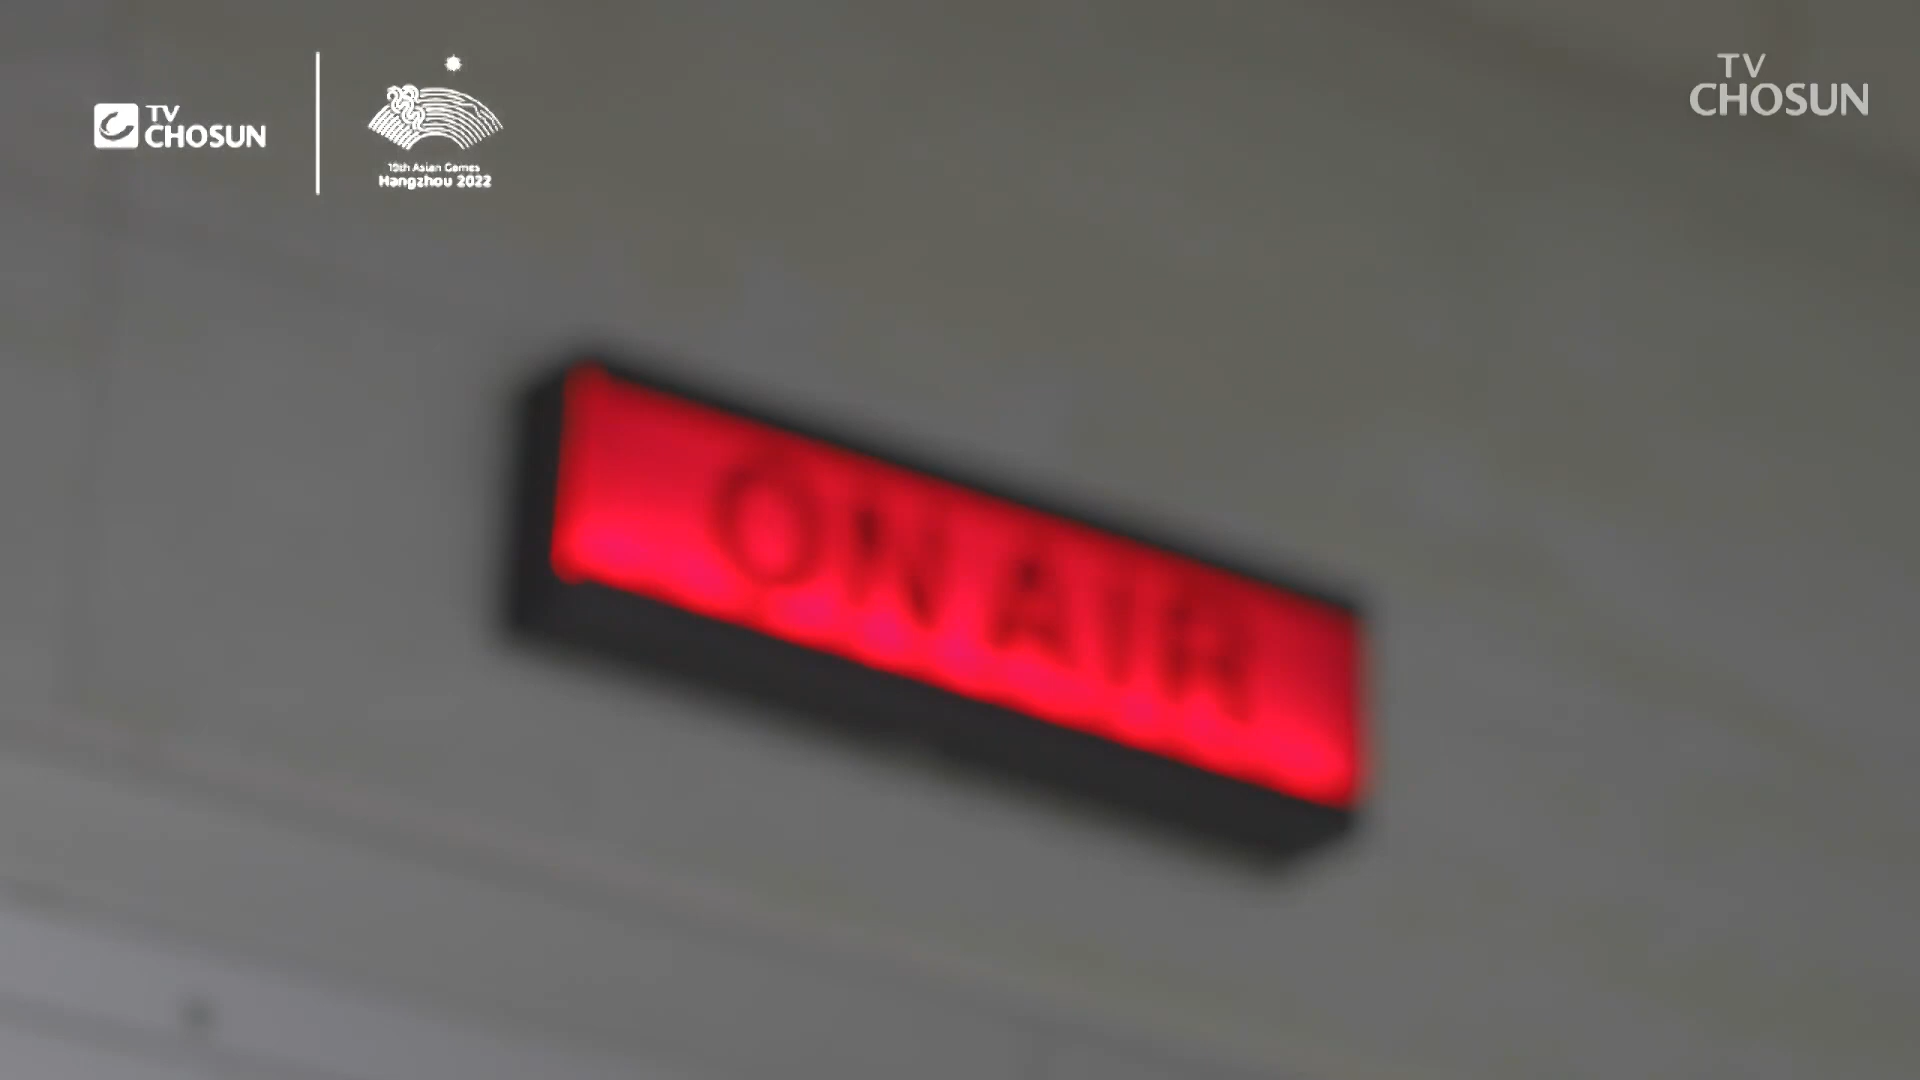 TV
CHOSUN
19th Asian Games
Hangzhou 2022
TV
CHOSUN
ON AIR